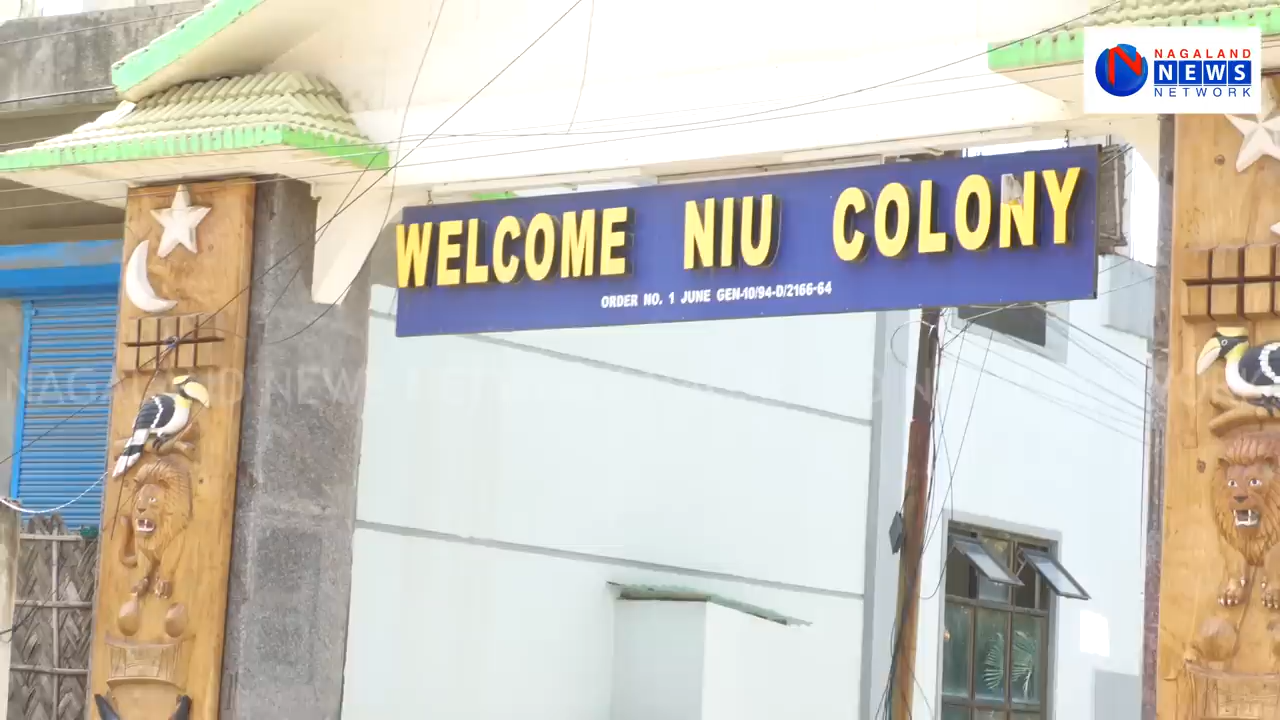 NAGALAND
NEWS
NETWORK
WELCOME NIU COLONY
ORDER NO. 1 JUNE GEN-10/94-D/2166-64